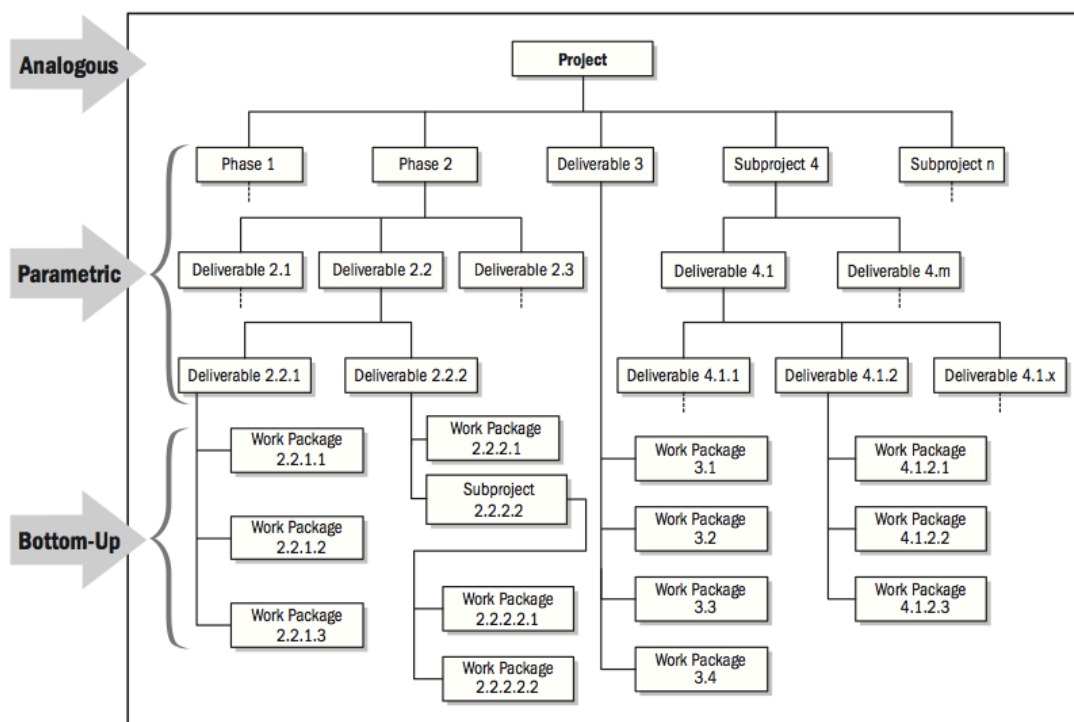 Analogous
Project
Phase 1
Phase 2
Deliverable 3
Subproject 4
Subproject n
Parametric
Deliverable 2.1
Deliverable 2.2
Deliverable 2.3
Deliverable 4.1
Deliverable 4.m
Deliverable 2.2.1
Deliverable 2.2.2
Deliverable 4.1.1
Deliverable 4.1.2
Deliverable 4.1.x
Bottom-Up
Work Package
2.2.1.1
Work Package
2.2.1.2
Work Package
2.2.1.3
Work Package
2.2.2.1
Subproject
2.2.2.2
Work Package
2.2.2.2.1
Work Package
2.2.2.2.2
Work Package
3.1
Work Package
3.2
Work Package
3.3
Work Package
3.4
Work Package
4.1.2.1
Work Package
4.1.2.2
Work Package
4.1.2.3